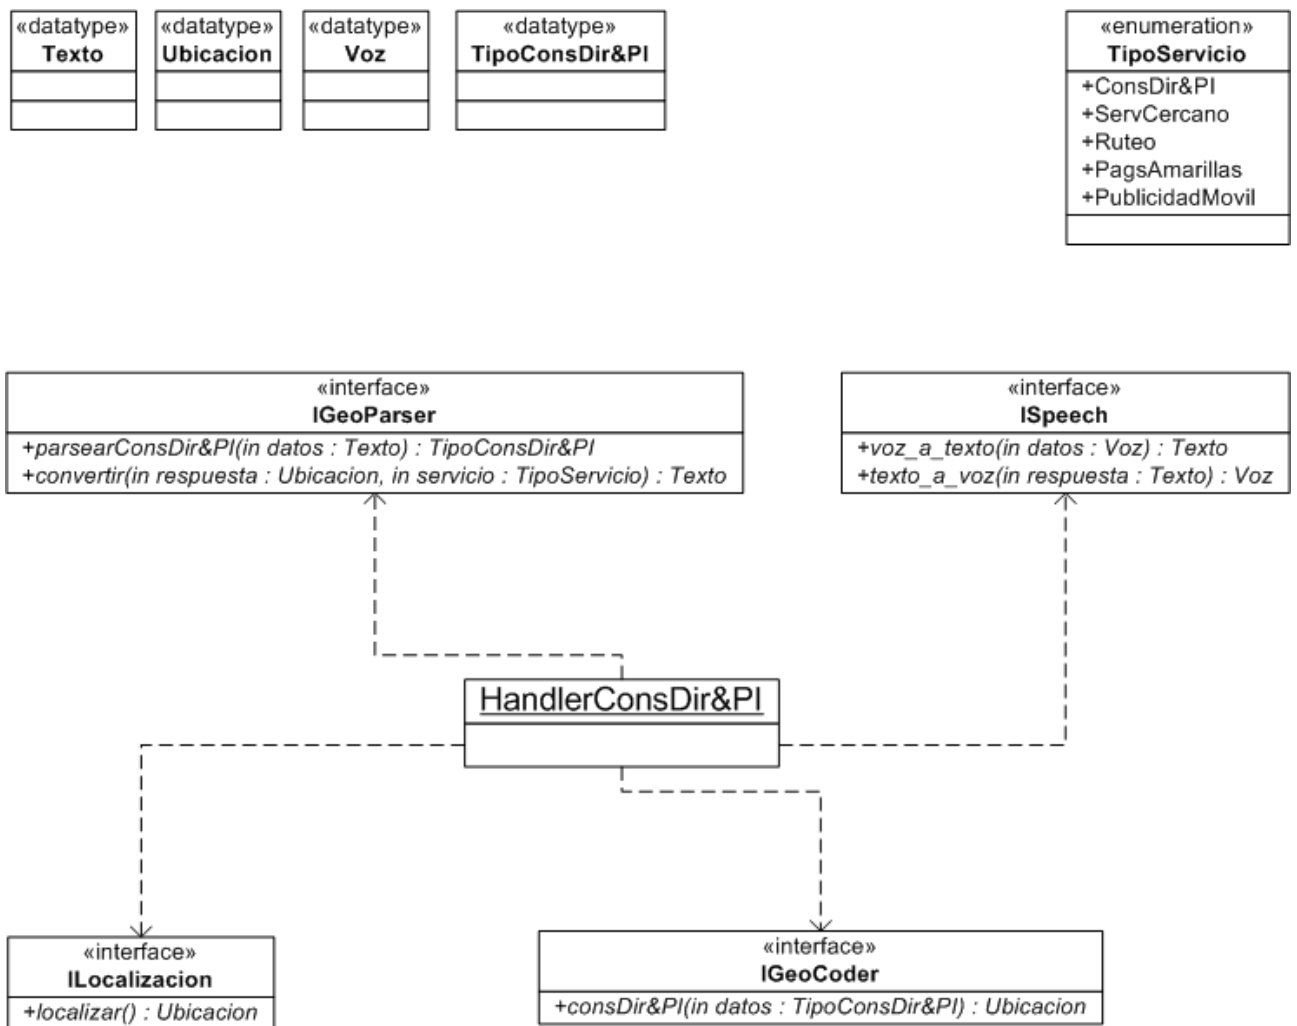 «datatype»
Texto
«datatype»
Ubicacion
«datatype»
Voz
«datatype»
TipoConsDir&PI
«enumeration»
TipoServicio
+ConsDir&PI
+ServCercano
+Ruteo
+PagsAmarillas
+PublicidadMovil
«interface»
IGeoParser
+parsearConsDir&PI(in datos : Texto) : TipoConsDir&PI
+convertir(in respuesta : Ubicacion, in servicio : TipoServicio) : Texto
«interface»
ISpeech
+voz_a_texto(in datos : Voz) : Texto
+texto_a_voz(in respuesta : Texto) : Voz
HandlerConsDir&PI
«interface»
ILocalizacion
+localizar() : Ubicacion
«interface»
IGeoCoder
+consDir&PI(in datos : TipoConsDir&PI) : Ubicacion